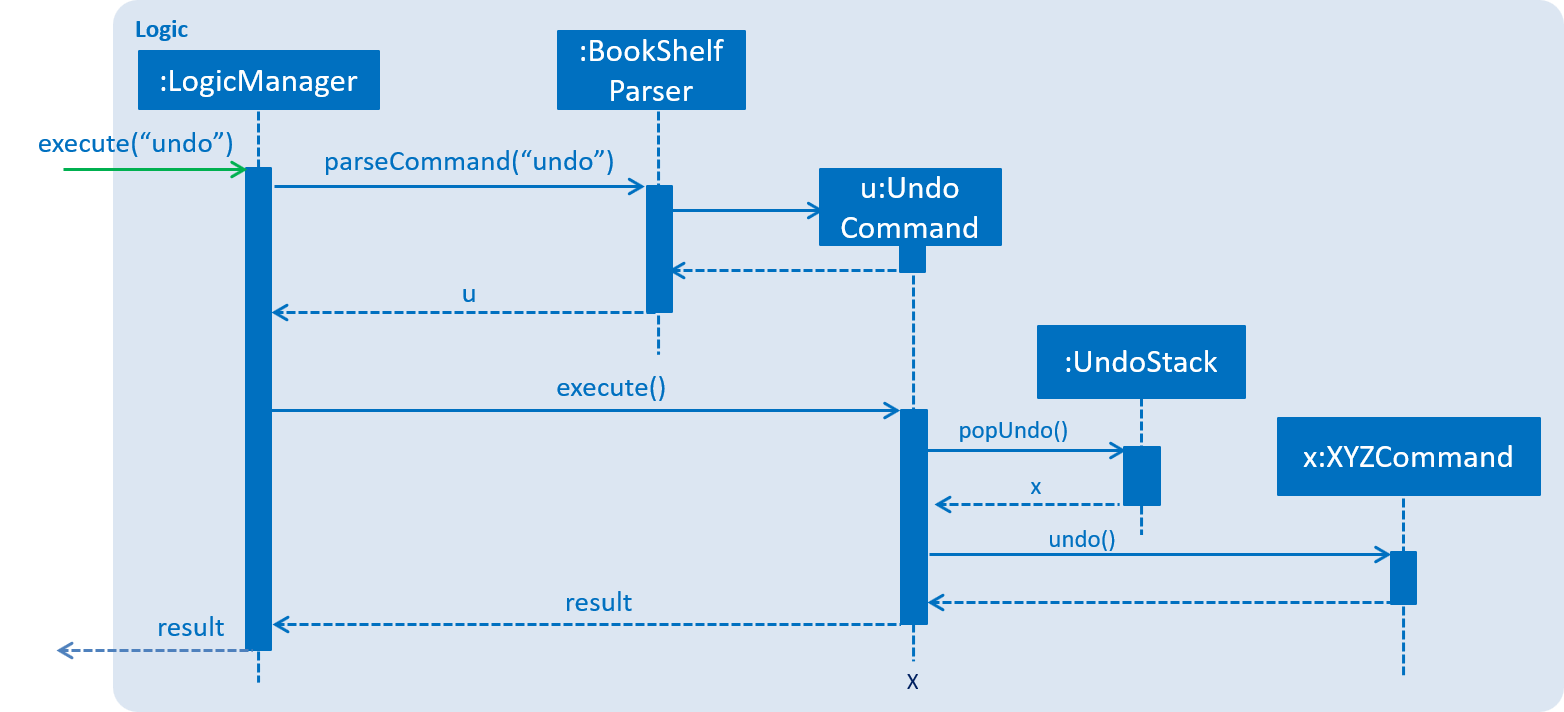 Logic
:LogicManager
:BookShelf
Parser
execute(“undo”)
parseCommand(“undo”)
u:Undo
Command
u
:UndoStack
execute()
popUndo()
x:XYZCommand
x
undo()
result
result
X